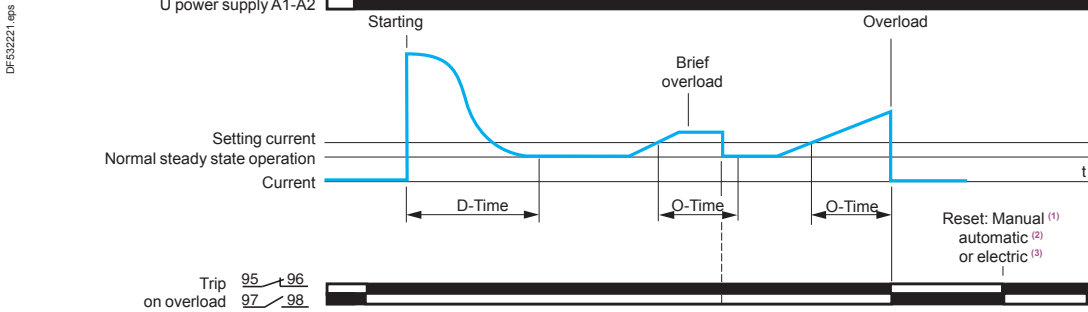 DF532221.eps
U power supply A1-A2
Starting
Overload
Brief
overload
Setting current
Normal steady state operation
Current
t
D-Time
O-Time
O-Time
Reset: Manual (1)
automatic (2)
or electric (3)
Trip 95 96
on overload 97 98